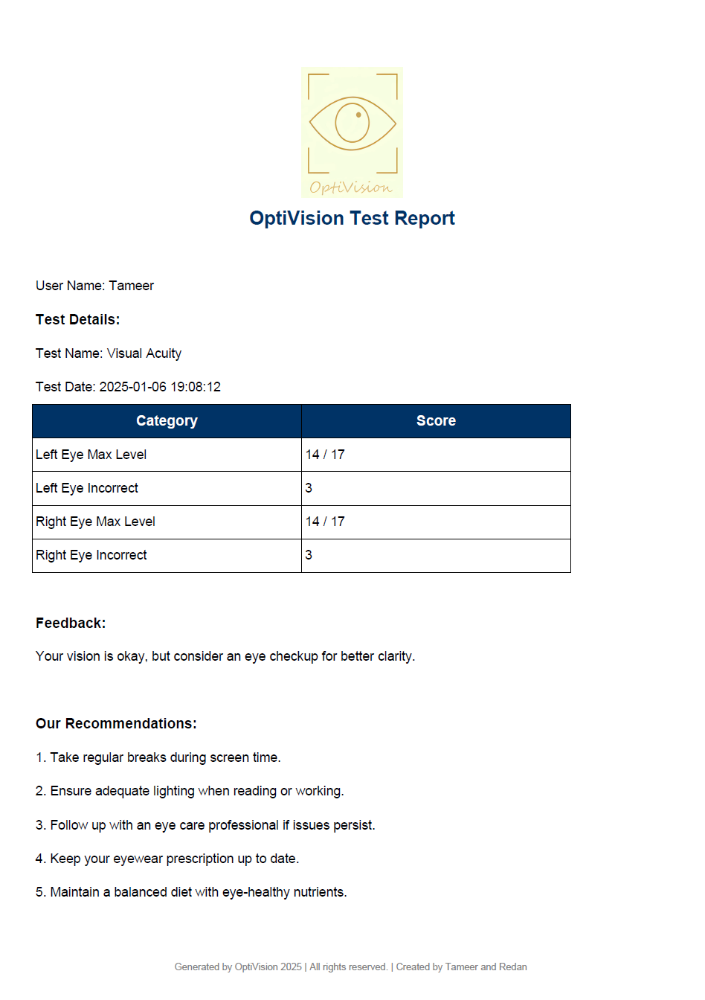 OptiVision
OptiVision Test Report
User Name: Tameer
Test Details:
Test Name: Visual Acuity
Test Date: 2025-01-06 19:08:12
Category Score
Left Eye Max Level 14 / 17
Left Eye Incorrect 3
Right Eye Max Level 14 / 17
Right Eye Incorrect 3
Feedback:
Your vision is okay, but consider an eye checkup for better clarity.
Our Recommendations:
1. Take regular breaks during screen time.
2. Ensure adequate lighting when reading or working.
3. Follow up with an eye care professional if issues persist.
4. Keep your eyewear prescription up to date.
5. Maintain a balanced diet with eye-healthy nutrients.
Generated by OptiVision 2025 | All rights reserved. | Created by Tameer and Redan